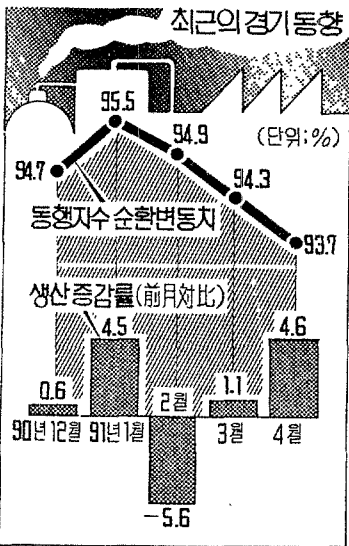 최근의 경기 동향
(단위:%)
94.7
95.5
94.9
94.3
93.7
동행지수 순환변동치
생산 증감률(前月対比)
0.6
4.5
-5.6
1.1
4.6
90년 12월
91년 1월
2월
3월
4월